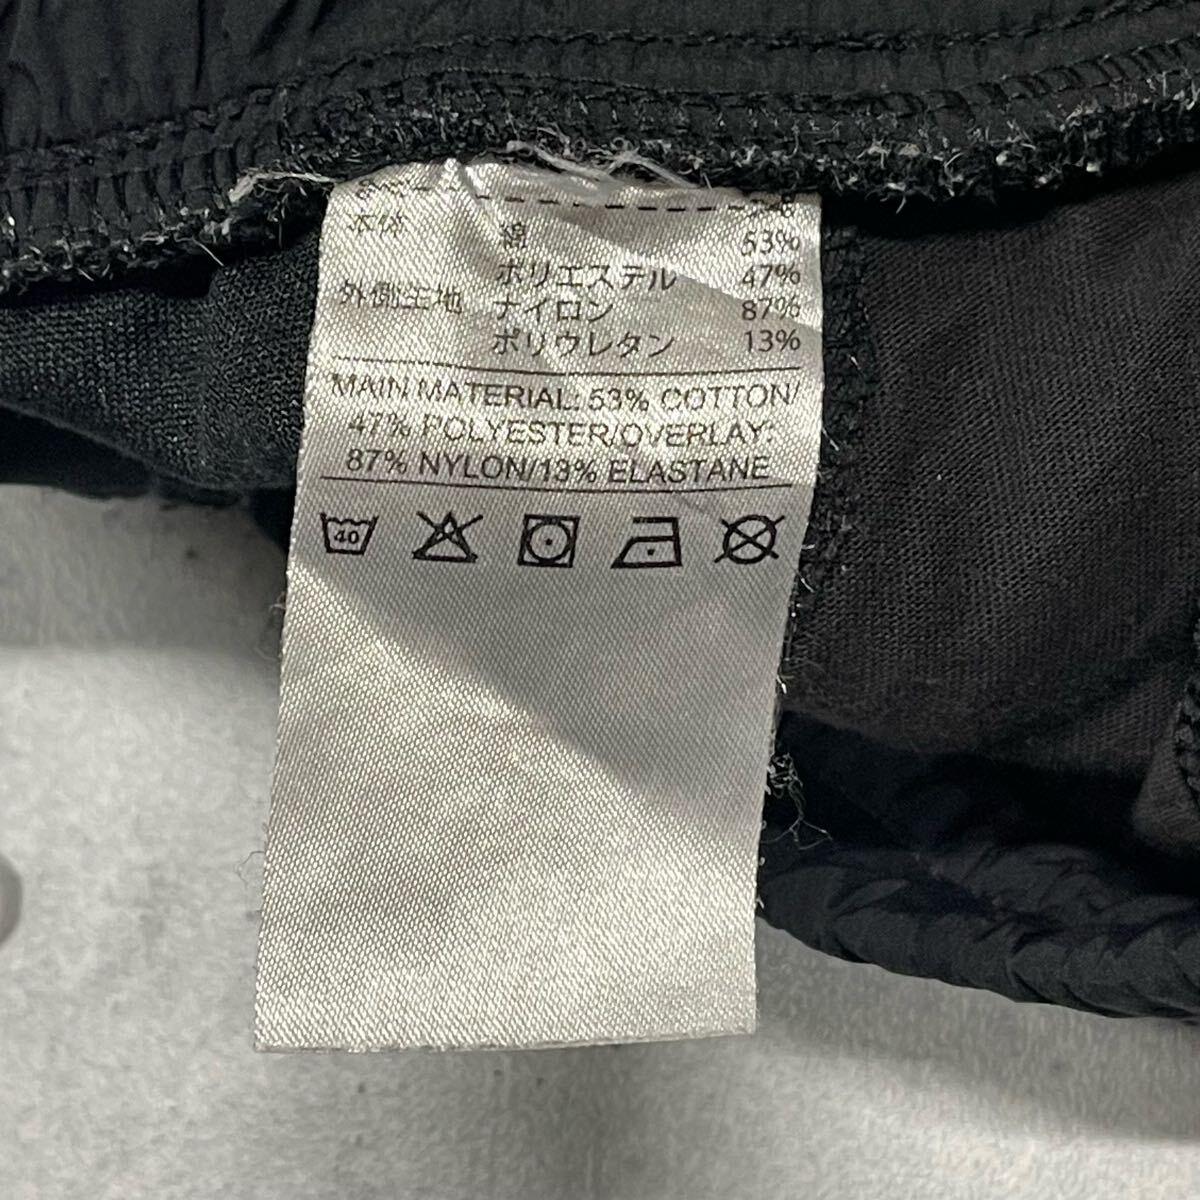 本体 綿 53%
ポリエステル 47%
外側生地 ナイロン 87%
ポリウレタン 13%
MAIN MATERIAL: 53% COTTON/
47% POLYESTER/OVERLAY:
87% NYLON/13% ELASTANE
40